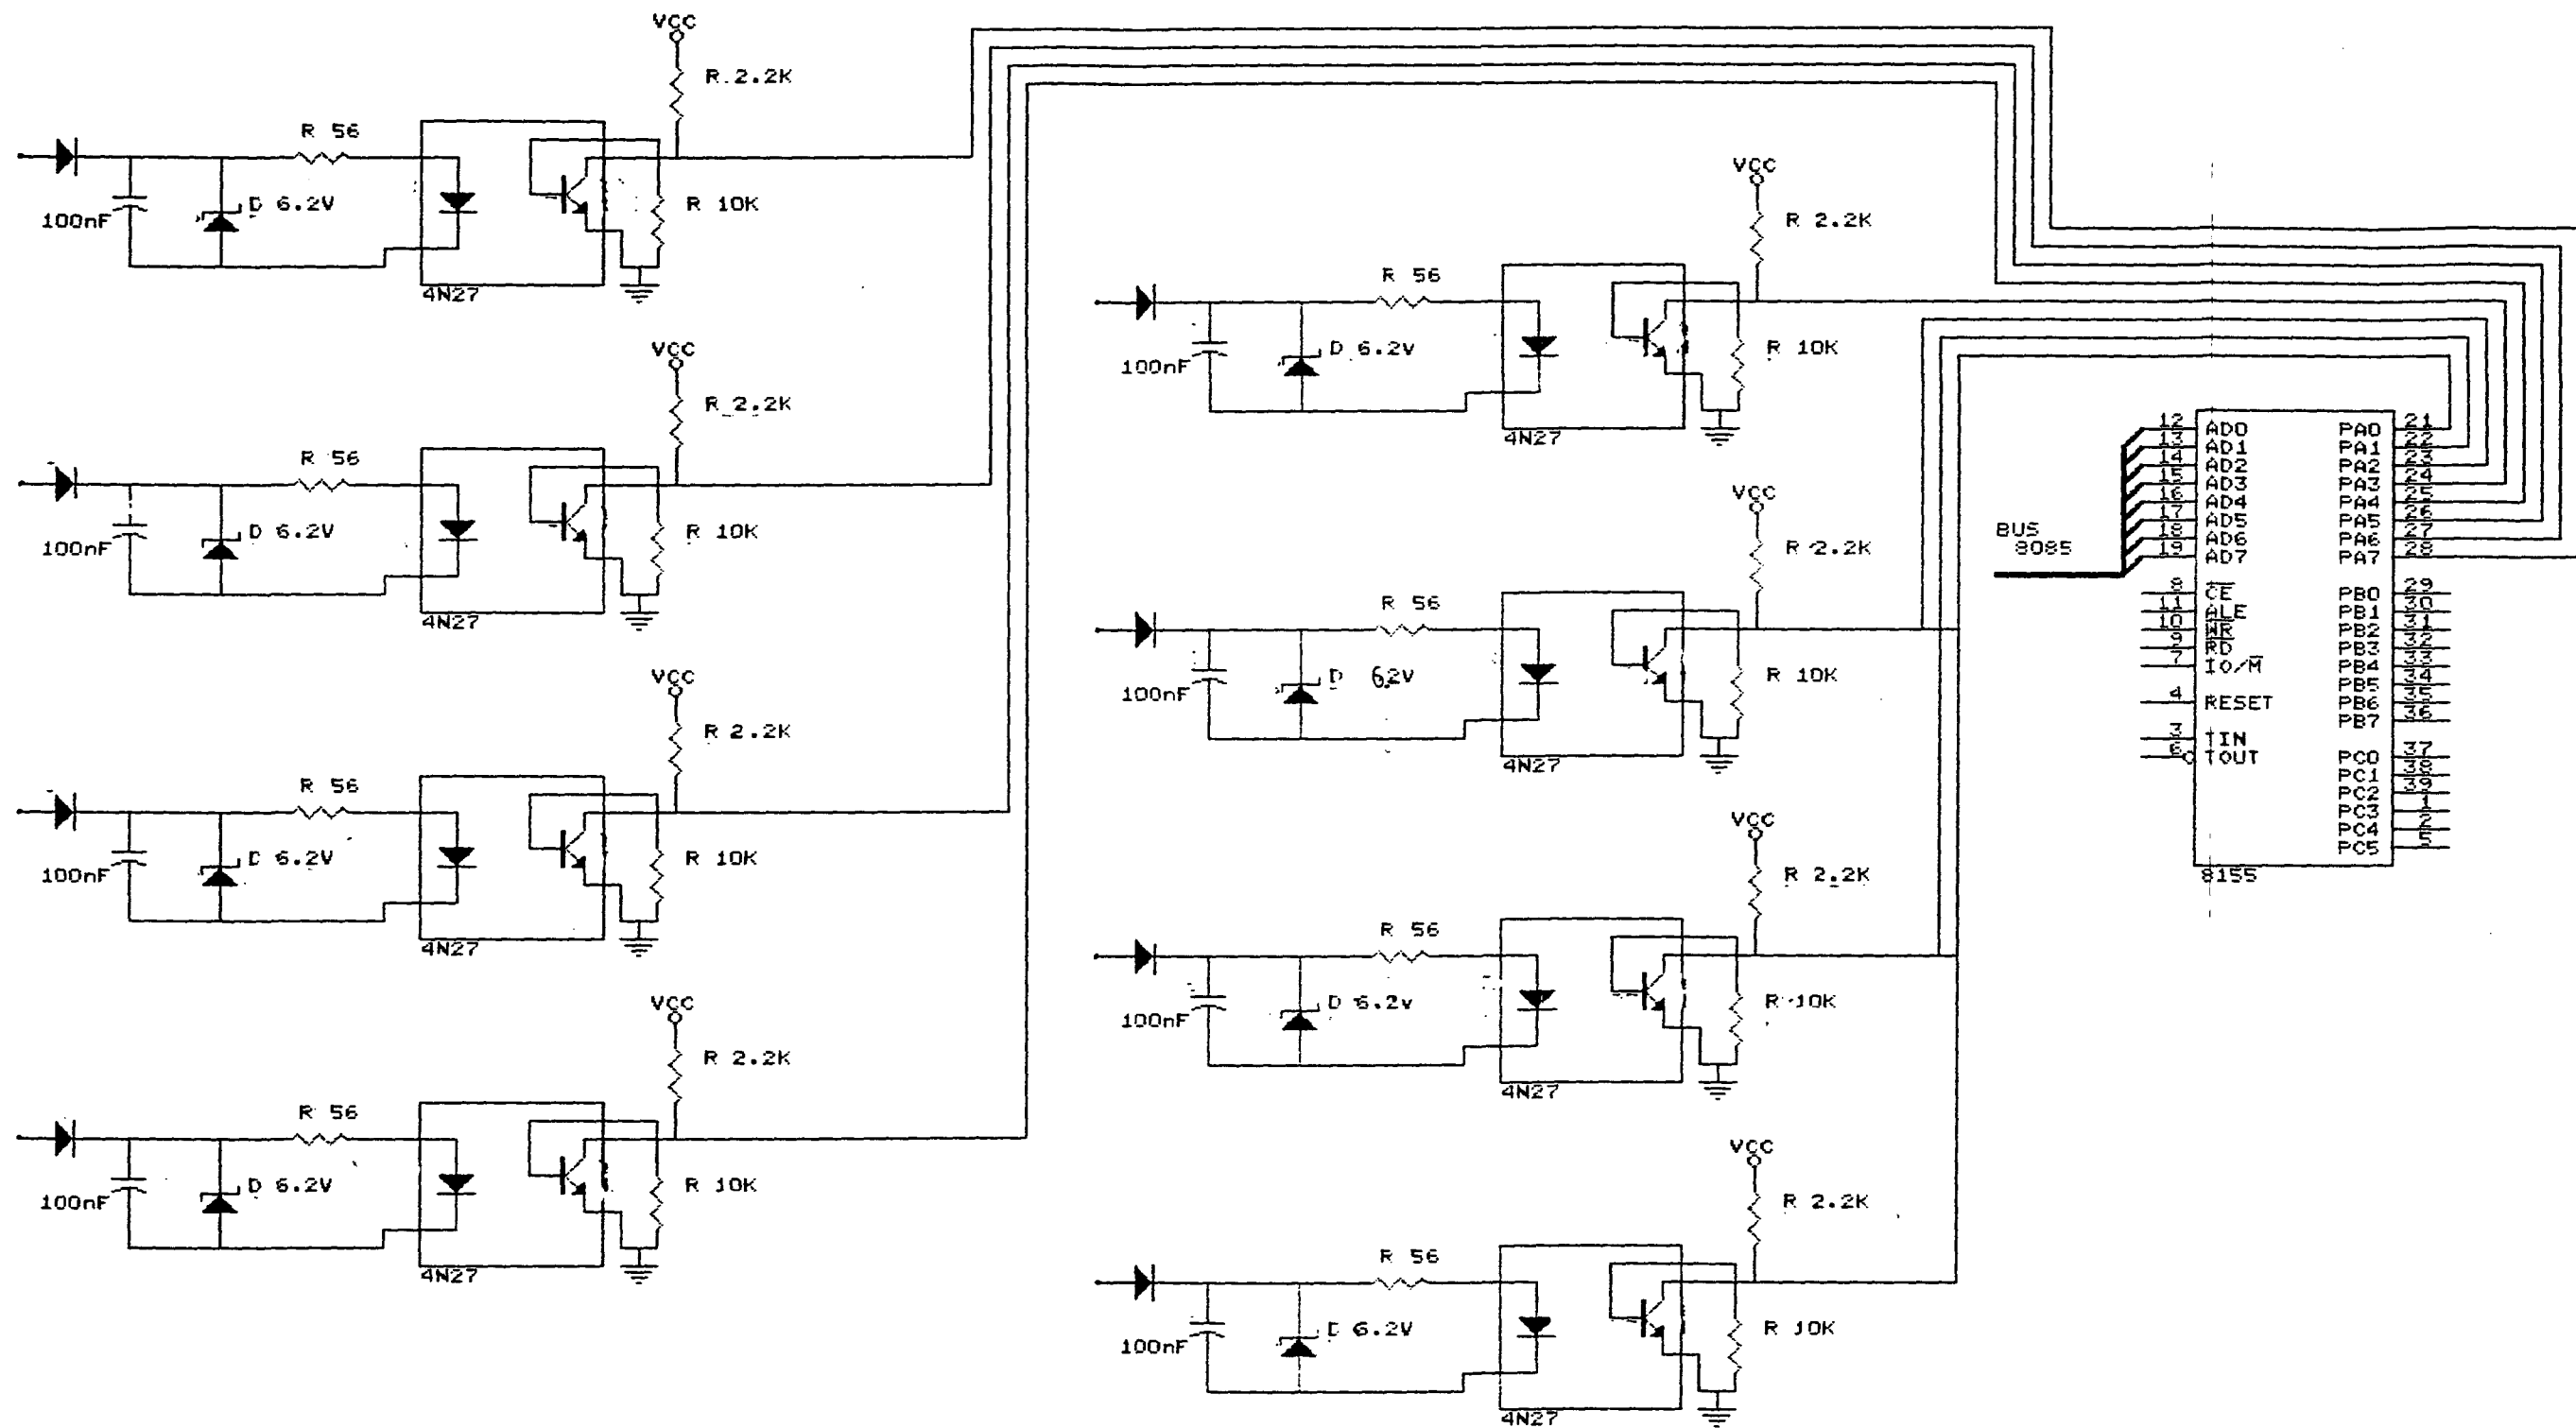 VCC
R 2.2K
R 56
100nF
D 6.2V
R 10K
4N27
VCC
R 2.2K
R 56
100nF
D 6.2V
R 10K
4N27
VCC
R 2.2K
R 56
100nF
D 6.2V
R 10K
4N27
VCC
R 2.2K
R 56
100nF
D 6.2V
R 10K
4N27
VCC
R 2.2K
R 56
100nF
D 6.2V
R 10K
4N27
VCC
R 2.2K
R 56
100nF
D 62V
R 10K
4N27
VCC
R 2.2K
R 56
100nF
D 6.2V
R 10K
4N27
VCC
R 2.2K
R 56
100nF
D 6.2V
R 10K
4N27
BUS
8085
12 AD0 PA0 21
13 AD1 PA1 22
14 AD2 PA2 23
15 AD3 PA3 24
16 AD4 PA4 25
17 AD5 PA5 26
18 AD6 PA6 27
19 AD7 PA7 28
8 CE PB0 29
11 ALE PB1 30
10 WR PB2 31
9 RD PB3 32
7 IO/M PB4 33
PB5 34
4 RESET PB6 35
PB7 36
3 TIN
6 TOUT PC0 37
PC1 38
PC2 39
PC3 1
PC4 2
PC5 5
8155